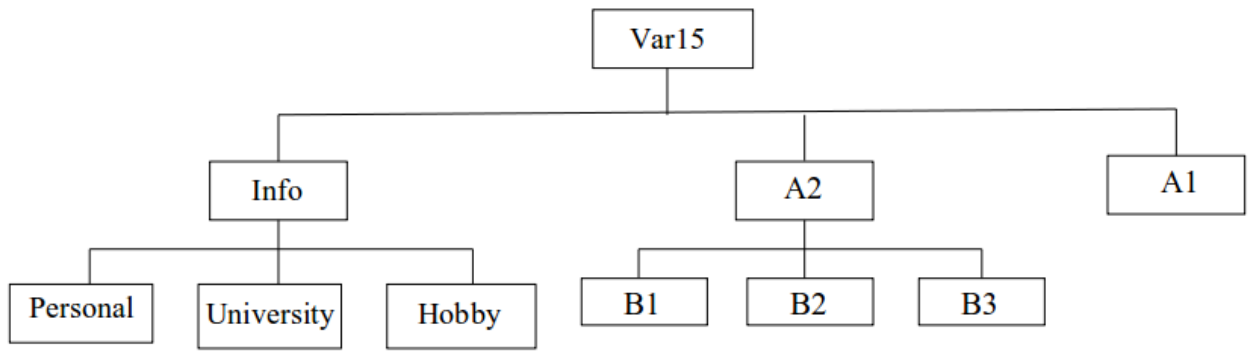 Var15
Info
A2
A1
Personal
University
Hobby
B1
B2
B3